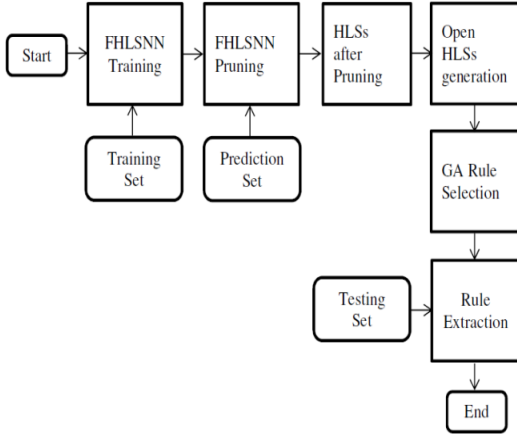 Start
FHLSNN
Training
FHLSNN
Pruning
HLSs
after
Pruning
Open
HLSs
generation
Training
Set
Prediction
Set
GA Rule
Selection
Testing
Set
Rule
Extraction
End